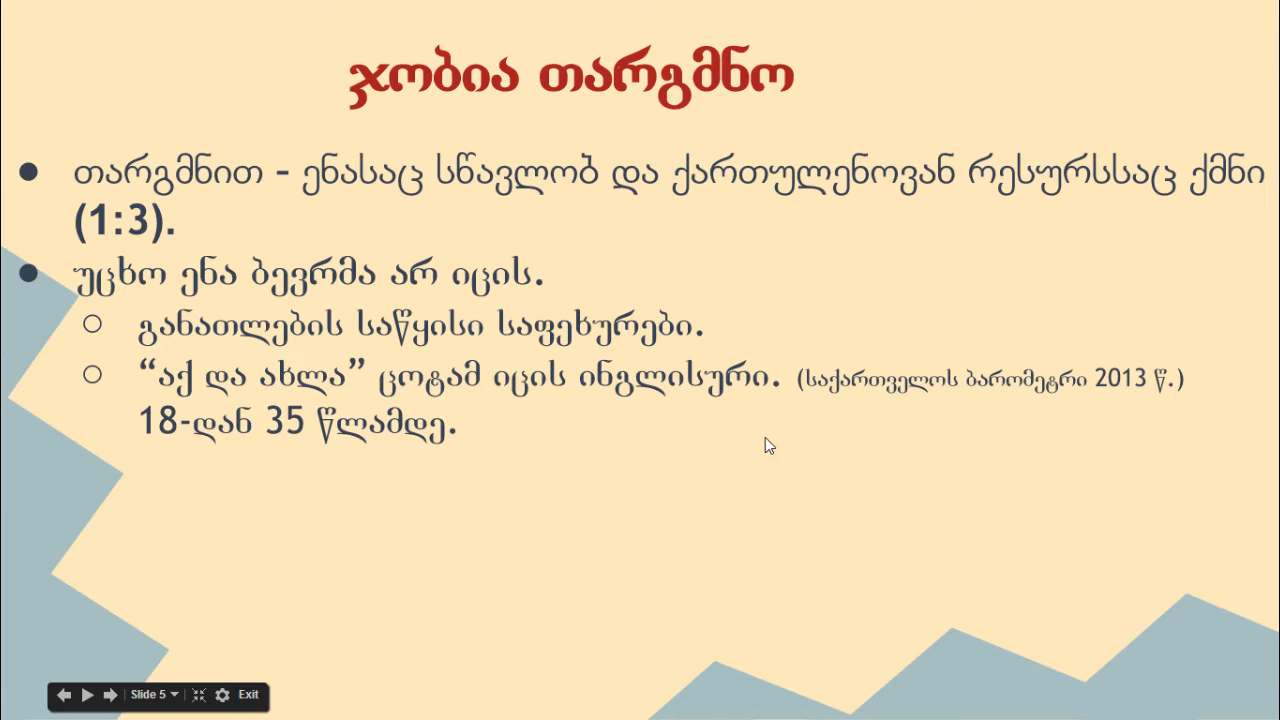 ჯობია თარგმნო
● თარგმნით - ენასაც სწავლობ და ქართულენოვან რესურსსაც ქმნი
(1:3).
● უცხო ენა ბევრმა არ იცის.
○ განათლების საწყისი საფეხურები.
○ “აქ და ახლა” ცოტამ იცის ინგლისური. (საქართველოს ბარომეტრი 2013 წ.)
18-დან 35 წლამდე.
Slide 5 Exit